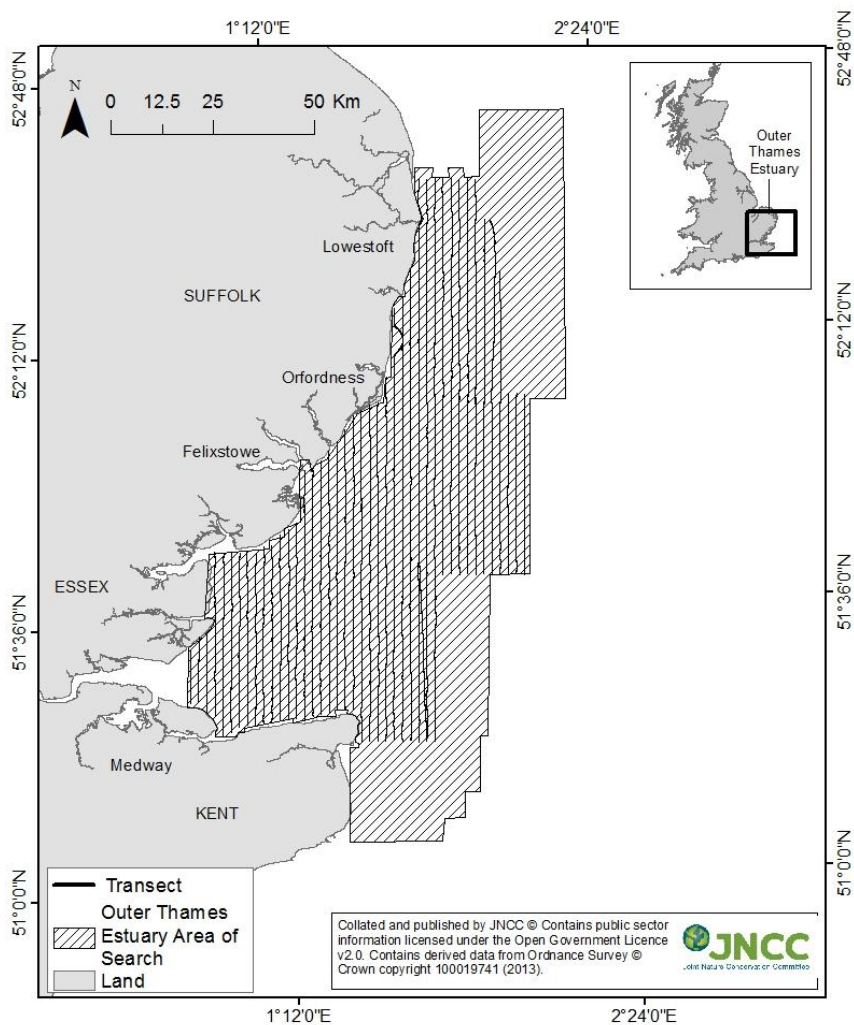 1°12'0"E
2°24'0"E
52°48'0"N
52°48'0"N
N
0 12.5 25 50 Km
Outer
Thames
Estuary
Lowestoft
SUFFOLK
52°12'0"N
52°12'0"N
Orfordness
Felixstowe
ESSEX
51°36'0"N
51°36'0"N
Medway
KENT
51°0'0"N
51°0'0"N
Transect
Outer Thames
Estuary Area of
Search
Land
Collated and published by JNCC © Contains public sector
information licensed under the Open Government Licence
v2.0. Contains derived data from Ordnance Survey ©
Crown copyright 100019741 (2013).
JNCC
Joint Nature Conservation Committee
1°12'0"E
2°24'0"E